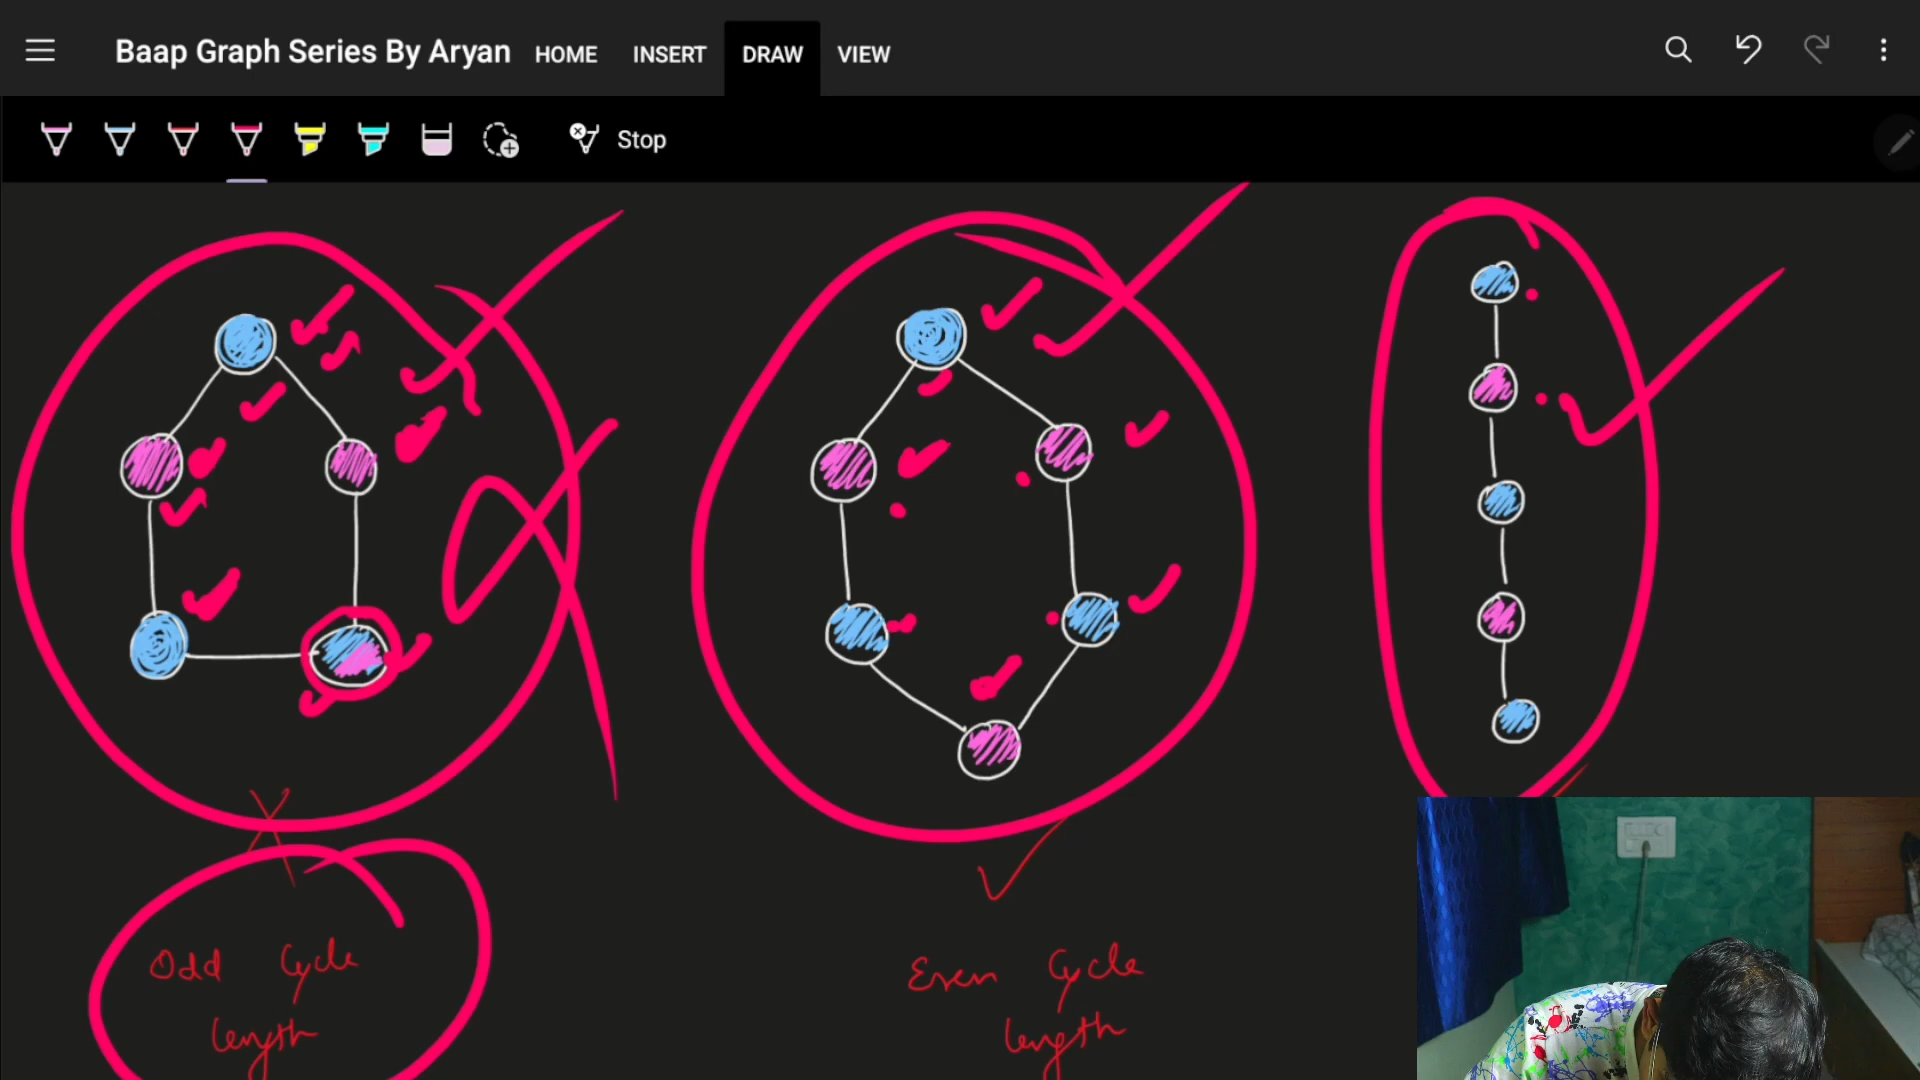 Baap Graph Series By Aryan HOME INSERT DRAW VIEW
Stop
Odd Cycle
length
Even Cycle
length